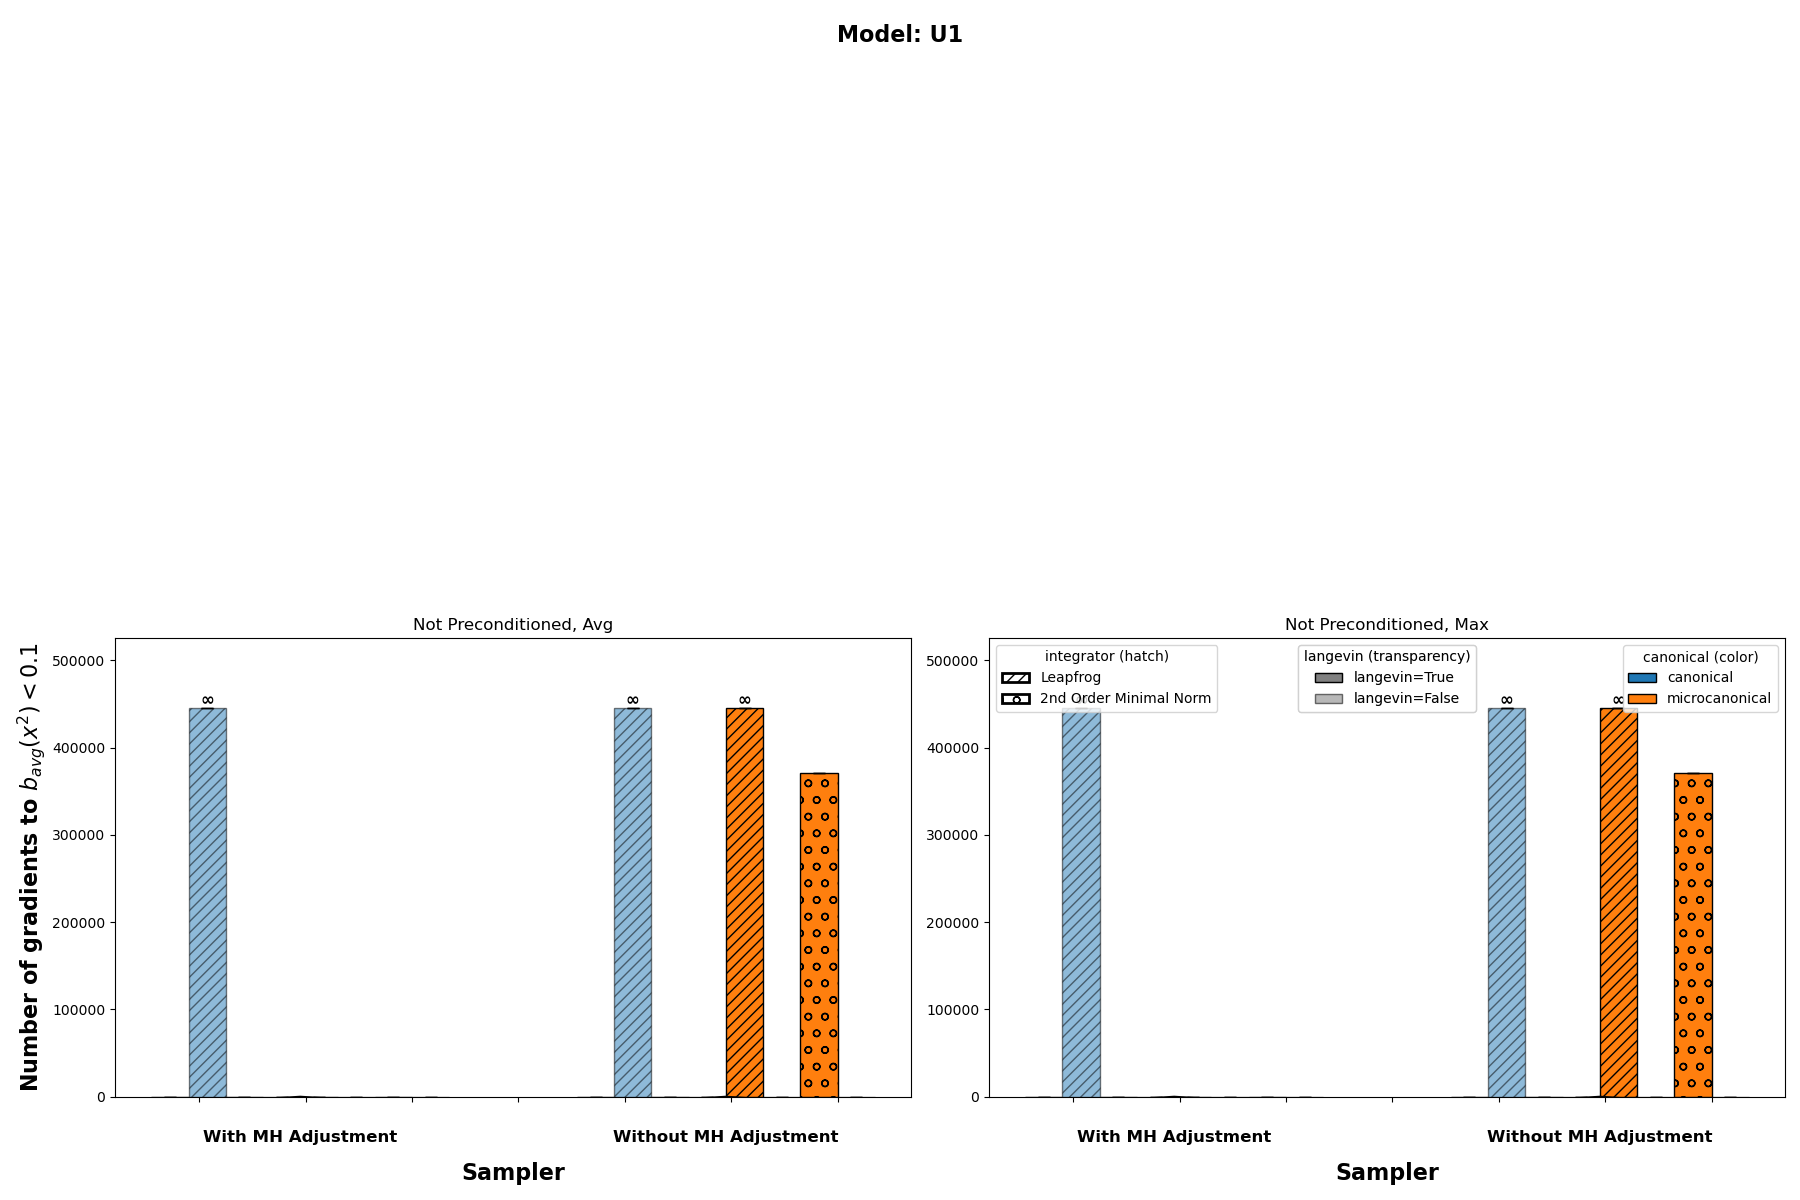 Model: U1
Not Preconditioned, Avg
Number of gradients to b_{avg}(x^2) < 0.1
500000
400000
300000
200000
100000
0
∞
∞
∞
With MH Adjustment
Without MH Adjustment
Sampler
Not Preconditioned, Max
500000
400000
300000
200000
100000
0
integrator (hatch)
Leapfrog
2nd Order Minimal Norm
langevin (transparency)
langevin=True
langevin=False
canonical (color)
canonical
microcanonical
∞
∞
With MH Adjustment
Without MH Adjustment
Sampler